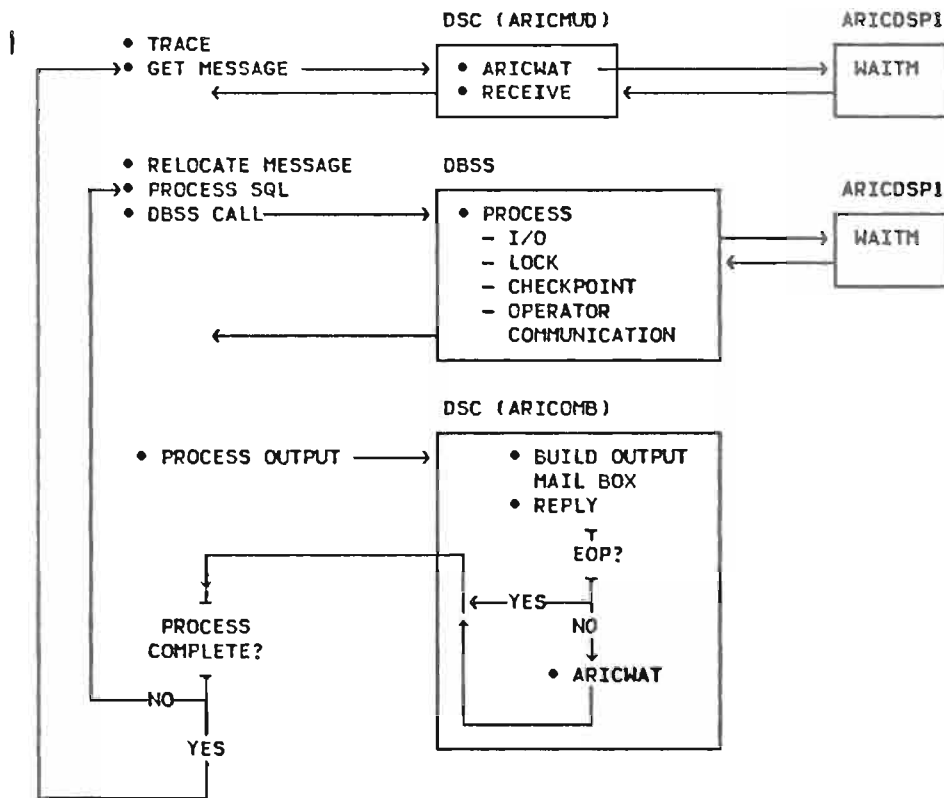 DSC (ARICMUD)
ARICDSP1
• TRACE
• GET MESSAGE
• ARICWAT
• RECEIVE
WAITM
• RELOCATE MESSAGE
• PROCESS SQL
• DBSS CALL
DBSS
ARICDSP1
• PROCESS
– I/O
– LOCK
– CHECKPOINT
– OPERATOR
COMMUNICATION
WAITM
DSC (ARICOMB)
• PROCESS OUTPUT
• BUILD OUTPUT
MAIL BOX
• REPLY
EOP?
YES
NO
• ARICWAT
PROCESS
COMPLETE?
NO
YES